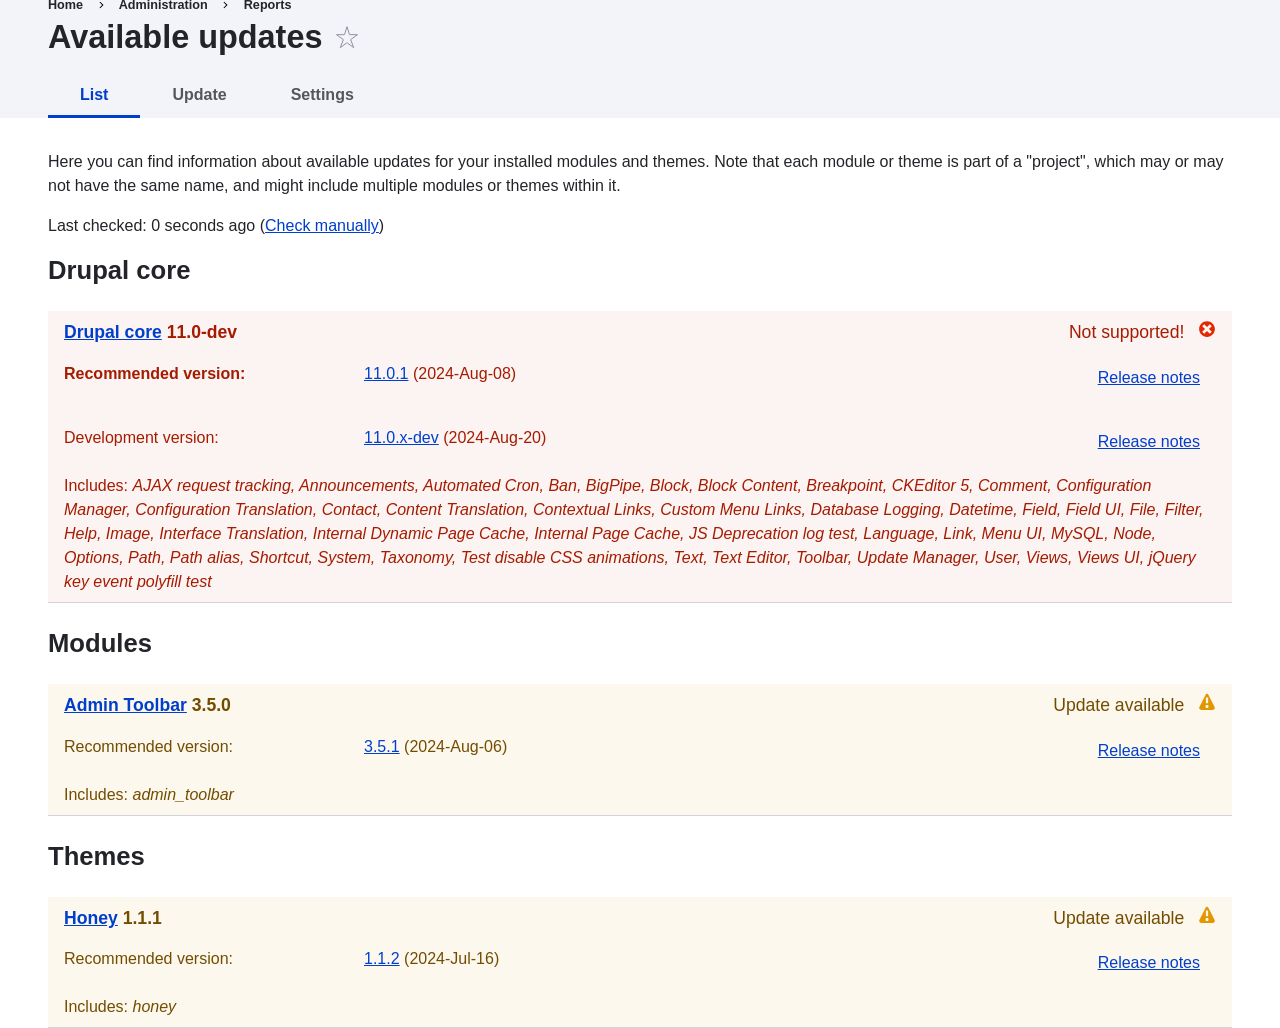 Home > Administration > Reports
Available updates ☆
List Update Settings
Here you can find information about available updates for your installed modules and themes. Note that each module or theme is part of a "project", which may or may
not have the same name, and might include multiple modules or themes within it.
Last checked: 0 seconds ago (Check manually)
Drupal core
Drupal core 11.0-dev Not supported!
Recommended version: 11.0.1 (2024-Aug-08) Release notes
Development version: 11.0.x-dev (2024-Aug-20) Release notes
Includes: AJAX request tracking, Announcements, Automated Cron, Ban, BigPipe, Block, Block Content, Breakpoint, CKEditor 5, Comment, Configuration
Manager, Configuration Translation, Contact, Content Translation, Contextual Links, Custom Menu Links, Database Logging, Datetime, Field, Field UI, File, Filter,
Help, Image, Interface Translation, Internal Dynamic Page Cache, Internal Page Cache, JS Deprecation log test, Language, Link, Menu UI, MySQL, Node,
Options, Path, Path alias, Shortcut, System, Taxonomy, Test disable CSS animations, Text, Text Editor, Toolbar, Update Manager, User, Views, Views UI, jQuery
key event polyfill test
Modules
Admin Toolbar 3.5.0 Update available
Recommended version: 3.5.1 (2024-Aug-06) Release notes
Includes: admin_toolbar
Themes
Honey 1.1.1 Update available
Recommended version: 1.1.2 (2024-Jul-16) Release notes
Includes: honey